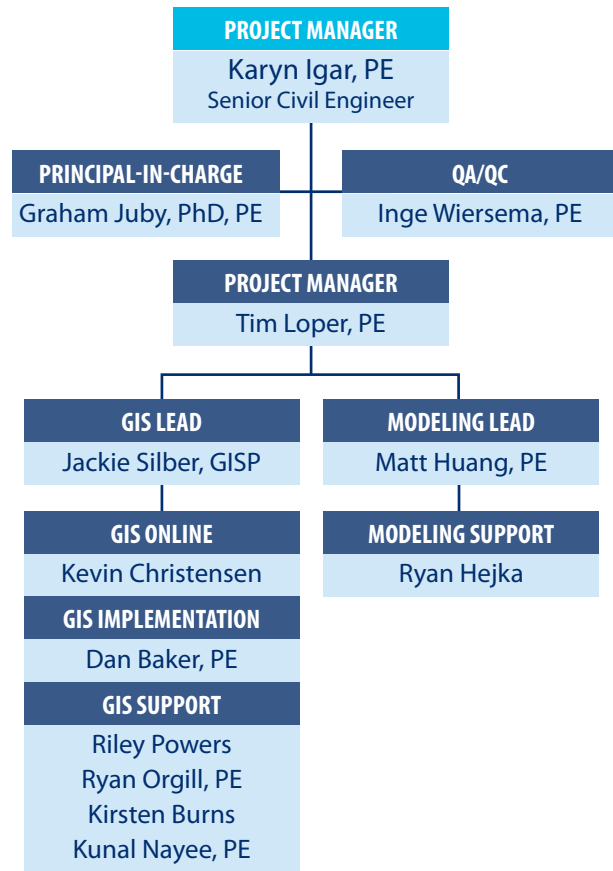 PROJECT MANAGER
Karyn Igar, PE
Senior Civil Engineer
PRINCIPAL-IN-CHARGE
Graham Juby, PhD, PE
QA/QC
Inge Wiersema, PE
PROJECT MANAGER
Tim Loper, PE
GIS LEAD
Jackie Silber, GISP
GIS ONLINE
Kevin Christensen
GIS IMPLEMENTATION
Dan Baker, PE
GIS SUPPORT
Riley Powers
Ryan Orgill, PE
Kirsten Burns
Kunal Nayee, PE
MODELING LEAD
Matt Huang, PE
MODELING SUPPORT
Ryan Hejka